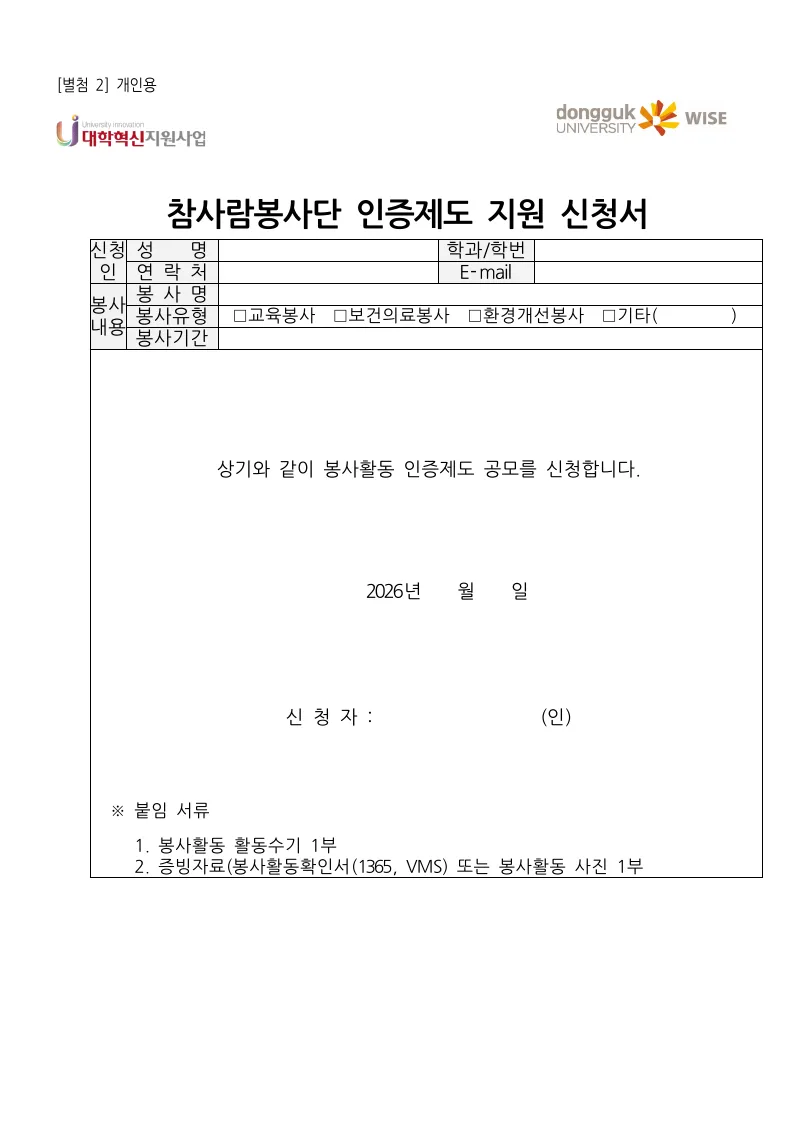 [별첨 2] 개인용
University innovation
대학혁신지원사업
dongguk
UNIVERSITY
WISE
참사람봉사단 인증제도 지원 신청서
신청인 성 명 학과/학번
연 락 처 E-mail
봉사내용 봉 사 명
봉사유형 □교육봉사 □보건의료봉사 □환경개선봉사 □기타( )
봉사기간
상기와 같이 봉사활동 인증제도 공모를 신청합니다.
2026년 월 일
신 청 자 : (인)
※ 붙임 서류
1. 봉사활동 활동수기 1부
2. 증빙자료(봉사활동확인서(1365, VMS) 또는 봉사활동 사진 1부